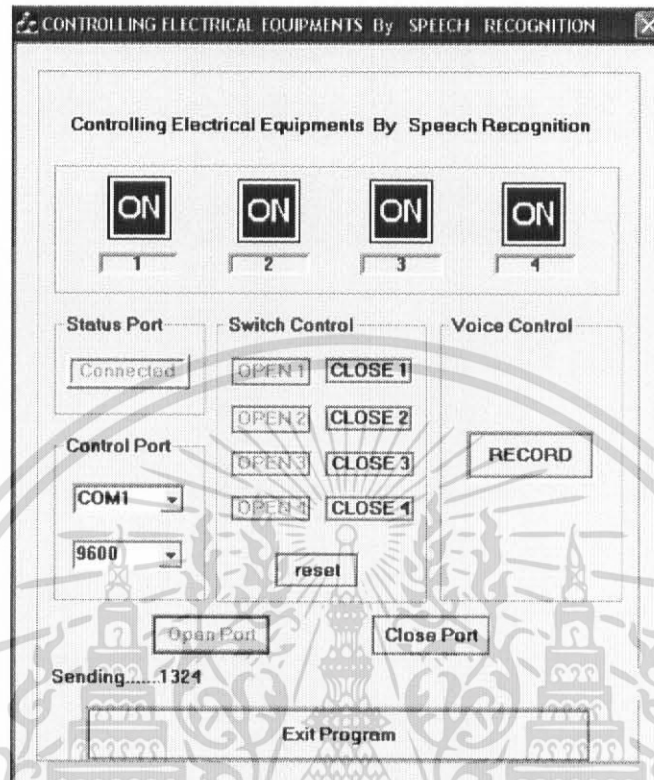 CONTROLLING ELECTRICAL EQUIPMENTS By SPEECH RECOGNITION
Controlling Electrical Equipments By Speech Recognition
ON ON ON ON
1 2 3 4
Status Port
Connected
Control Port
COM1
9600
Switch Control
OPEN 1 CLOSE 1
OPEN 2 CLOSE 2
OPEN 3 CLOSE 3
OPEN 4 CLOSE 4
reset
Voice Control
RECORD
Open Port Close Port
Sending.......1324
Exit Program